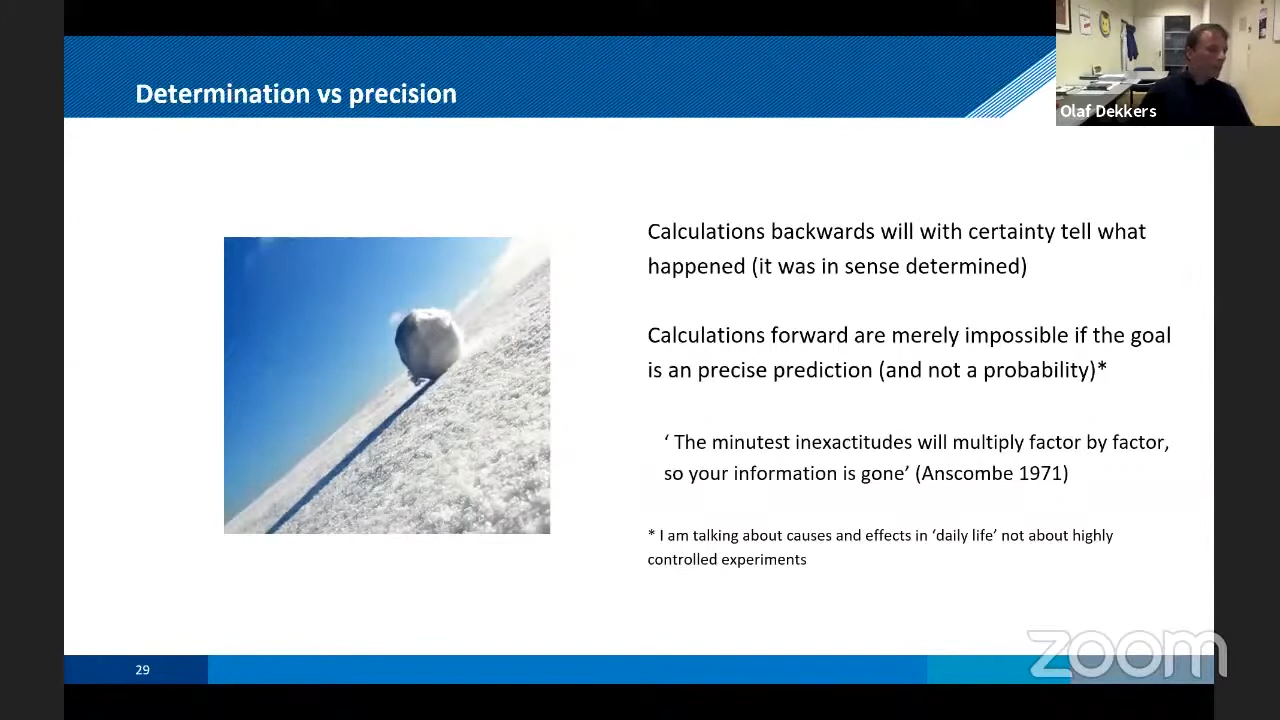 Determination vs precision
Olaf Dekkers
Calculations backwards will with certainty tell what
happened (it was in sense determined)
Calculations forward are merely impossible if the goal
is an precise prediction (and not a probability)*
‘ The minutest inexactitudes will multiply factor by factor,
so your information is gone’ (Anscombe 1971)
* I am talking about causes and effects in ‘daily life’ not about highly
controlled experiments
29
zoom